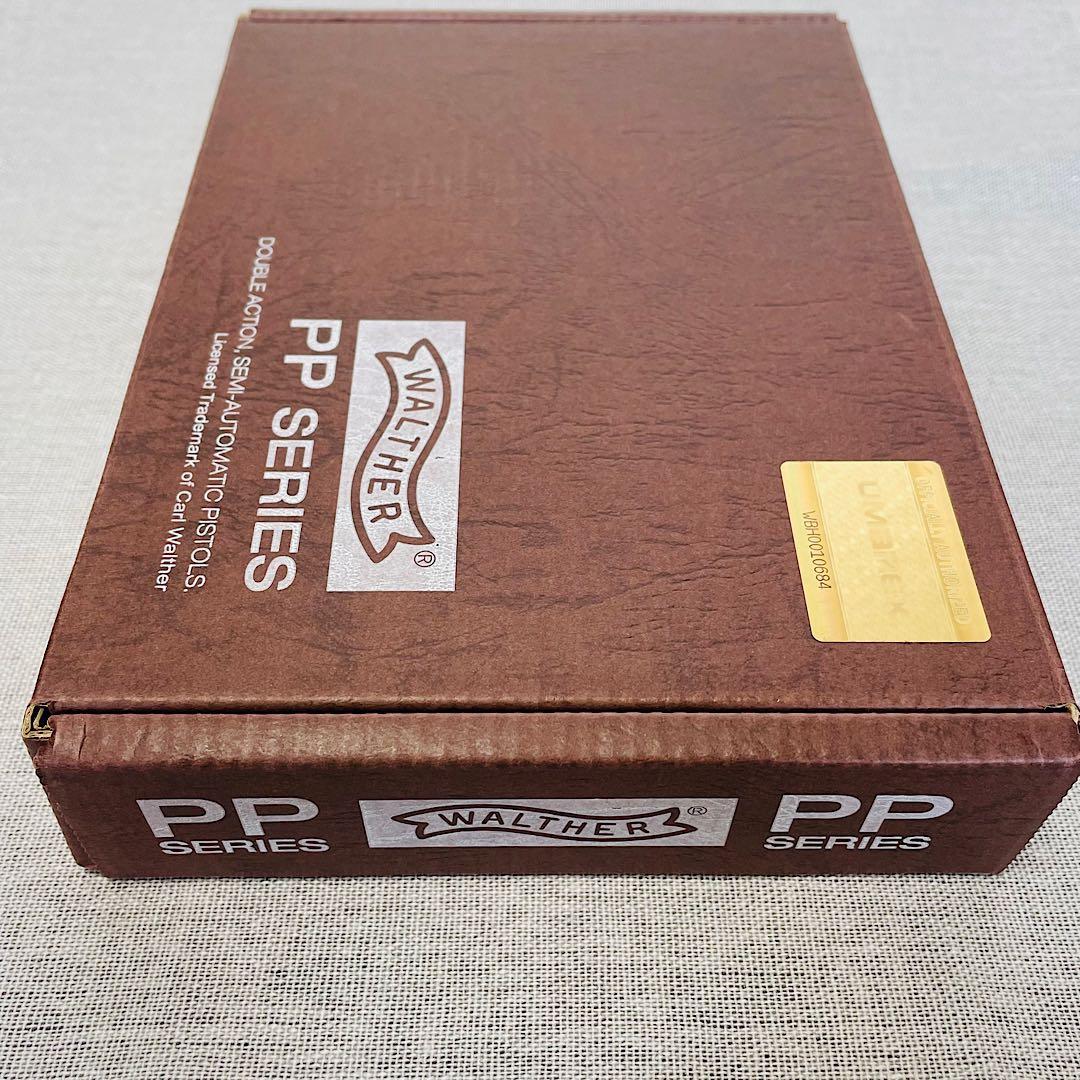 WALTHER®
PP SERIES
DOUBLE ACTION, SEMI-AUTOMATIC PISTOLS.
Licensed Trademark of Carl Walther
UMAREX
WBH0010684
PP
SERIES
WALTHER®
PP
SERIES